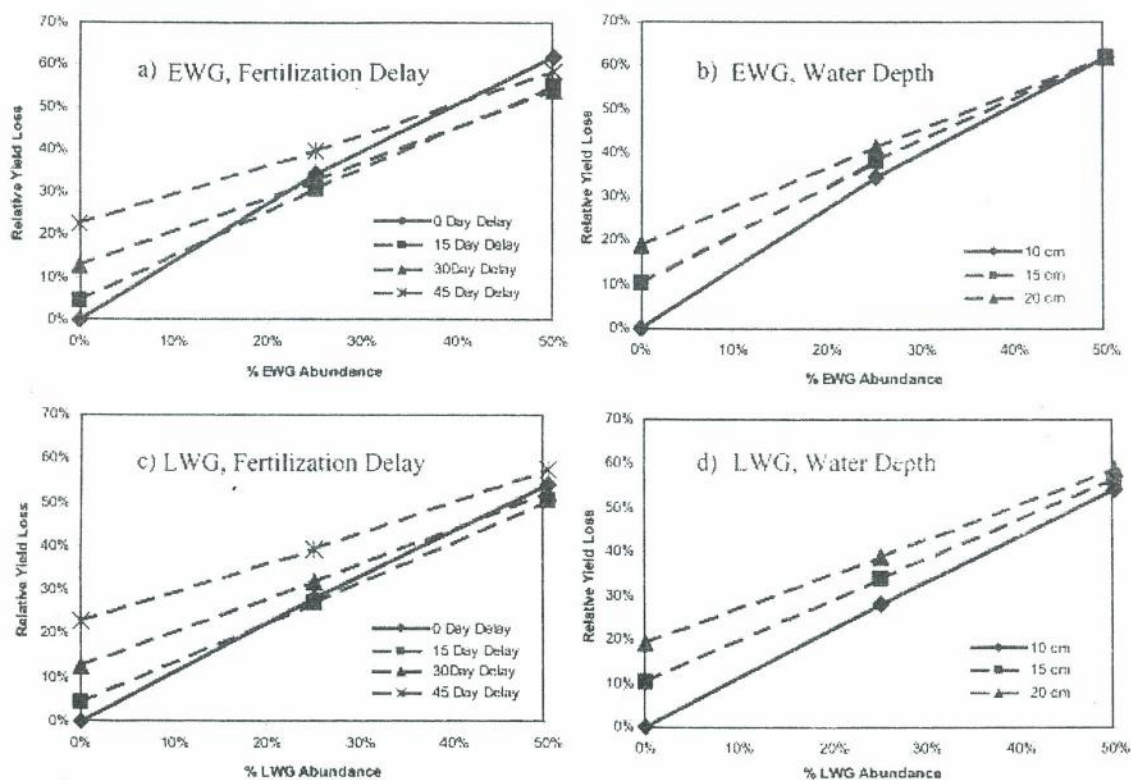 a) EWG, Fertilization Delay
Relative Yield Loss
70%
60%
50%
40%
30%
20%
10%
0%
0 Day Delay
15 Day Delay
30Day Delay
45 Day Delay
0%
10%
20%
30%
40%
50%
% EWG Abundance
b) EWG, Water Depth
Relative Yield Loss
70%
60%
50%
40%
30%
20%
10%
0%
10 cm
15 cm
20 cm
0%
10%
20%
30%
40%
50%
% EWG Abundance
c) LWG, Fertilization Delay
Relative Yield Loss
70%
60%
50%
40%
30%
20%
10%
0%
0 Day Delay
15 Day Delay
30Day Delay
45 Day Delay
0%
10%
20%
30%
40%
50%
% LWG Abundance
d) LWG, Water Depth
Relative Yield Loss
70%
60%
50%
40%
30%
20%
10%
0%
10 cm
15 cm
20 cm
0%
10%
20%
30%
40%
50%
% LWG Abundance